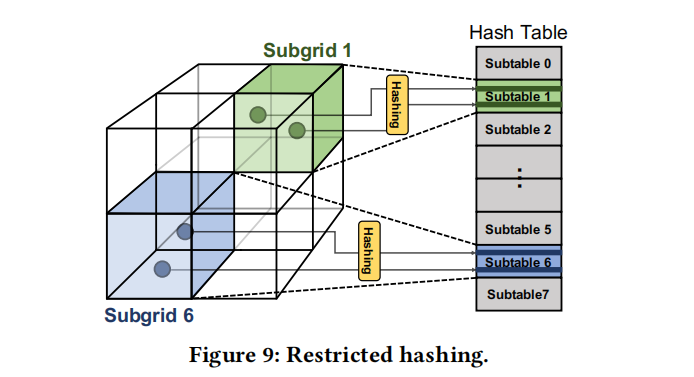 Hash Table
Subgrid 1
Subtable 0
Hashing
Subtable 1
Subtable 2
⋮
Subtable 5
Hashing
Subtable 6
Subtable7
Subgrid 6
Figure 9: Restricted hashing.